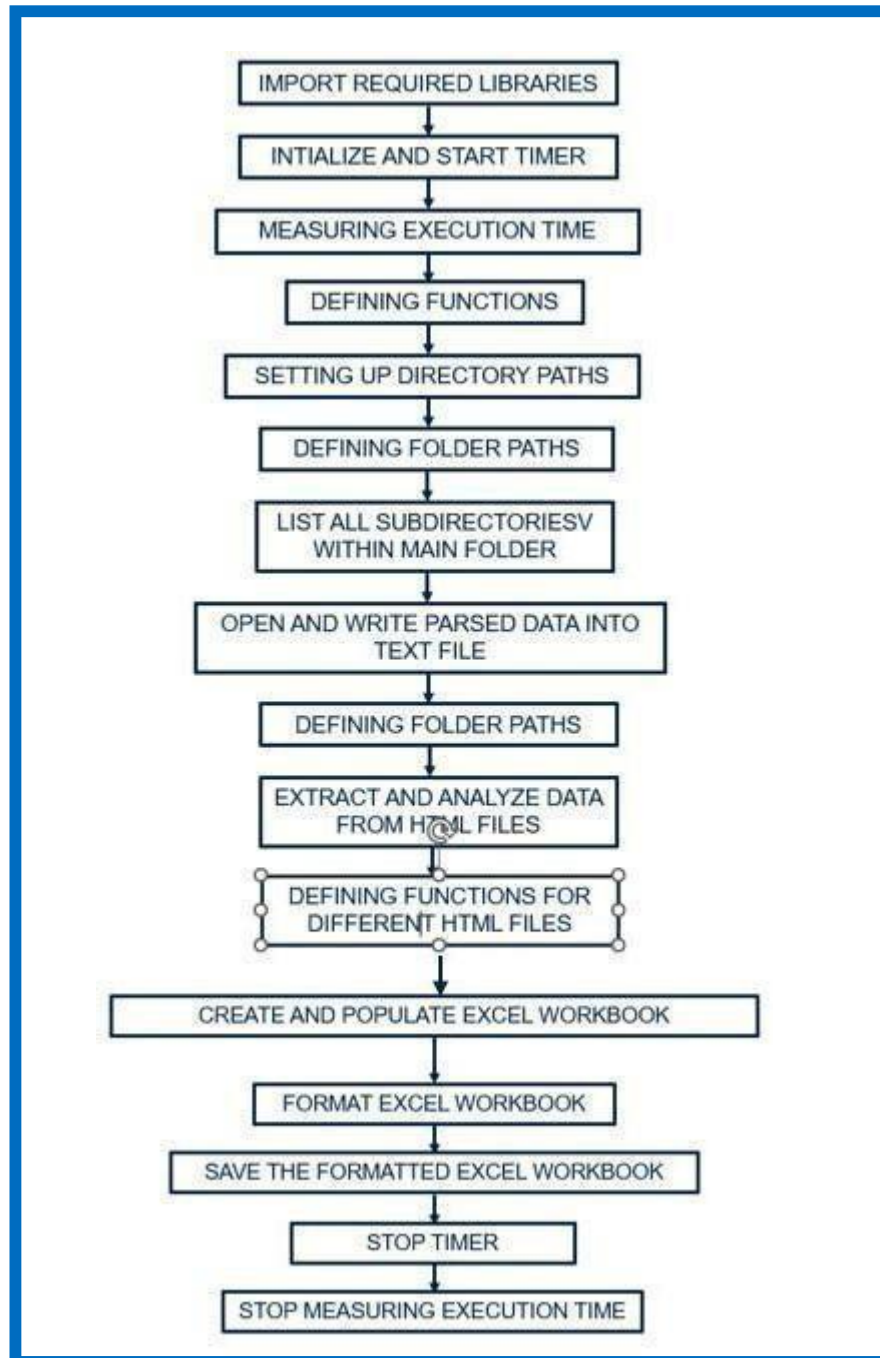 IMPORT REQUIRED LIBRARIES
INTIALIZE AND START TIMER
MEASURING EXECUTION TIME
DEFINING FUNCTIONS
SETTING UP DIRECTORY PATHS
DEFINING FOLDER PATHS
LIST ALL SUBDIRECTORIESV
WITHIN MAIN FOLDER
OPEN AND WRITE PARSED DATA INTO
TEXT FILE
DEFINING FOLDER PATHS
EXTRACT AND ANALYZE DATA
FROM HTML FILES
DEFINING FUNCTIONS FOR
DIFFERENT HTML FILES
CREATE AND POPULATE EXCEL WORKBOOK
FORMAT EXCEL WORKBOOK
SAVE THE FORMATTED EXCEL WORKBOOK
STOP TIMER
STOP MEASURING EXECUTION TIME